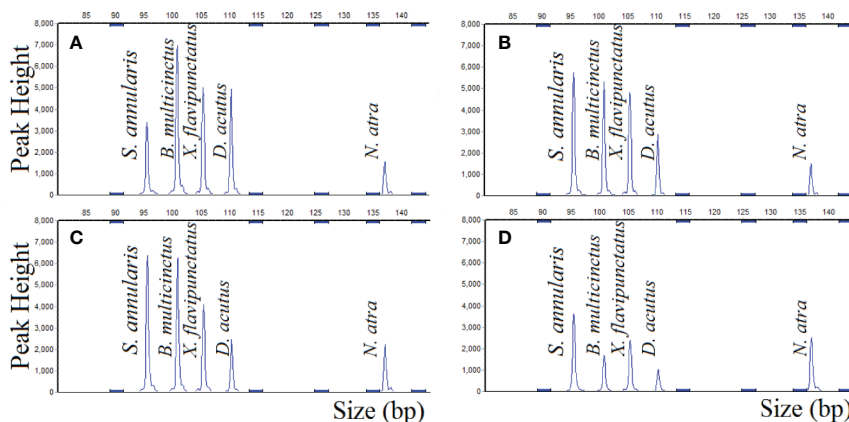 85 90 95 100 105 110 115 120 125 130 135 140
A
Peak Height
8,000
7,000
6,000
5,000
4,000
3,000
2,000
1,000
0
S. annularis
B. multicinctus
X. flavipunctatus
D. acutus
N. atra
85 90 95 100 105 110 115 120 125 130 135 140
B
8,000
7,000
6,000
5,000
4,000
3,000
2,000
1,000
0
S. annularis
B. multicinctus
X. flavipunctatus
D. acutus
N. atra
85 90 95 100 105 110 115 120 125 130 135 140
C
Peak Height
8,000
7,000
6,000
5,000
4,000
3,000
2,000
1,000
0
S. annularis
B. multicinctus
X. flavipunctatus
D. acutus
N. atra
Size (bp)
85 90 95 100 105 110 115 120 125 130 135 140
D
8,000
7,000
6,000
5,000
4,000
3,000
2,000
1,000
0
S. annularis
B. multicinctus
X. flavipunctatus
D. acutus
N. atra
Size (bp)